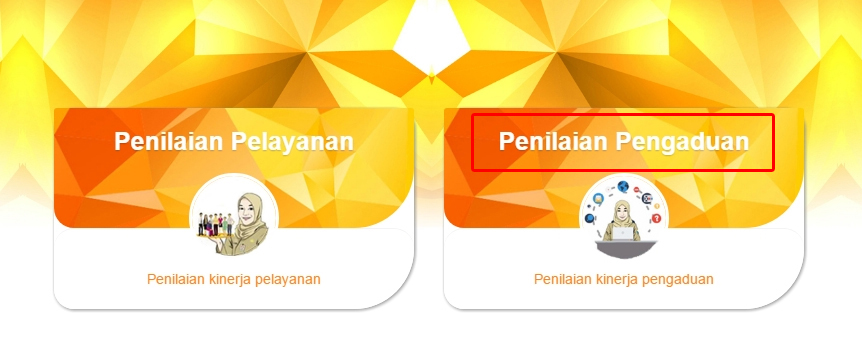 Penilaian Pelayanan
Penilaian kinerja pelayanan
Penilaian Pengaduan
Penilaian kinerja pengaduan